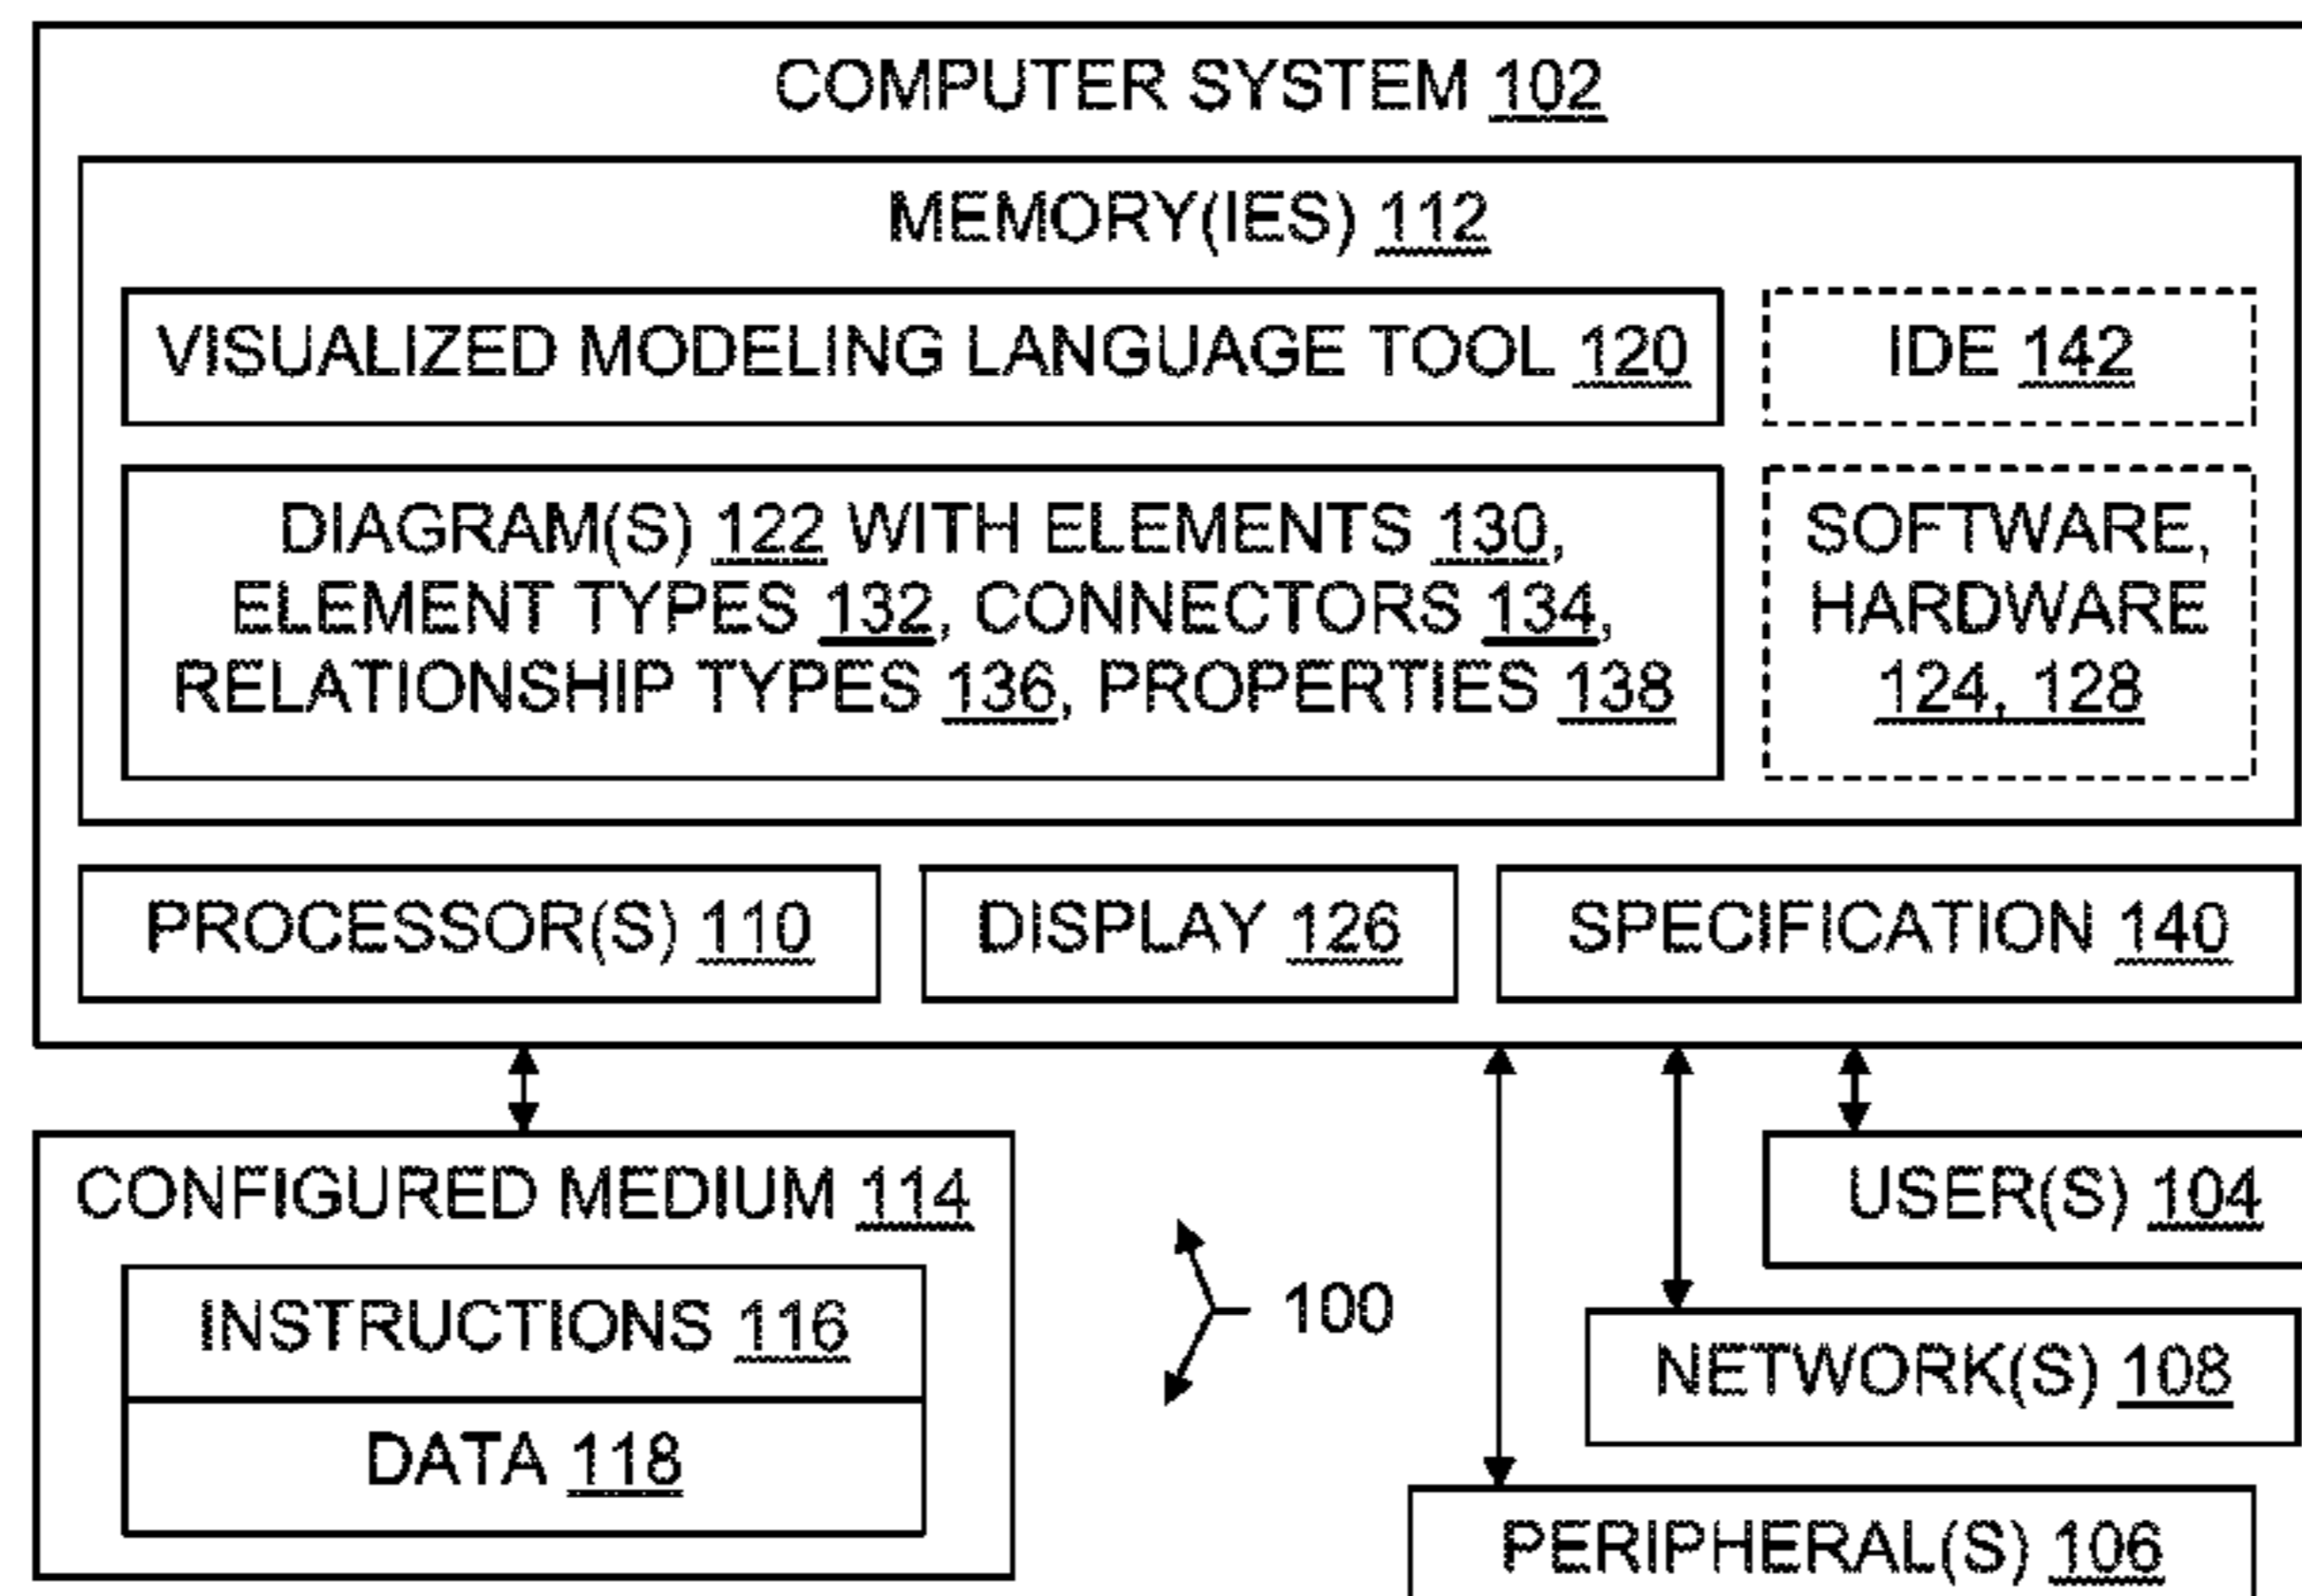 COMPUTER SYSTEM 102
MEMORY(IES) 112
VISUALIZED MODELING LANGUAGE TOOL 120
IDE 142
DIAGRAM(S) 122 WITH ELEMENTS 130,
ELEMENT TYPES 132, CONNECTORS 134,
RELATIONSHIP TYPES 136, PROPERTIES 138
SOFTWARE,
HARDWARE
124, 128
PROCESSOR(S) 110
DISPLAY 126
SPECIFICATION 140
CONFIGURED MEDIUM 114
INSTRUCTIONS 116
DATA 118
100
USER(S) 104
NETWORK(S) 108
PERIPHERAL(S) 106